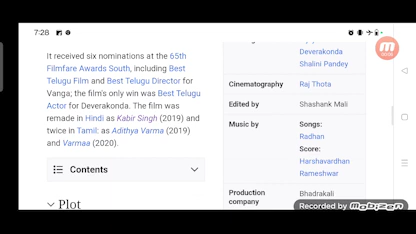 7:28
It received six nominations at the 65th
Filmfare Awards South, including Best
Telugu Film and Best Telugu Director for
Vanga; the film's only win was Best Telugu
Actor for Deverakonda. The film was
remade in Hindi as Kabir Singh (2019) and
twice in Tamil: as Adithya Varma (2019)
and Varmaa (2020).
Contents
Plot
Deverakonda
Shalini Pandey
Cinematography Raj Thota
Edited by Shashank Mali
Music by Songs:
Radhan
Score:
Harshavardhan
Rameshwar
Production Bhadrakali
company
Recorded by Mobizen